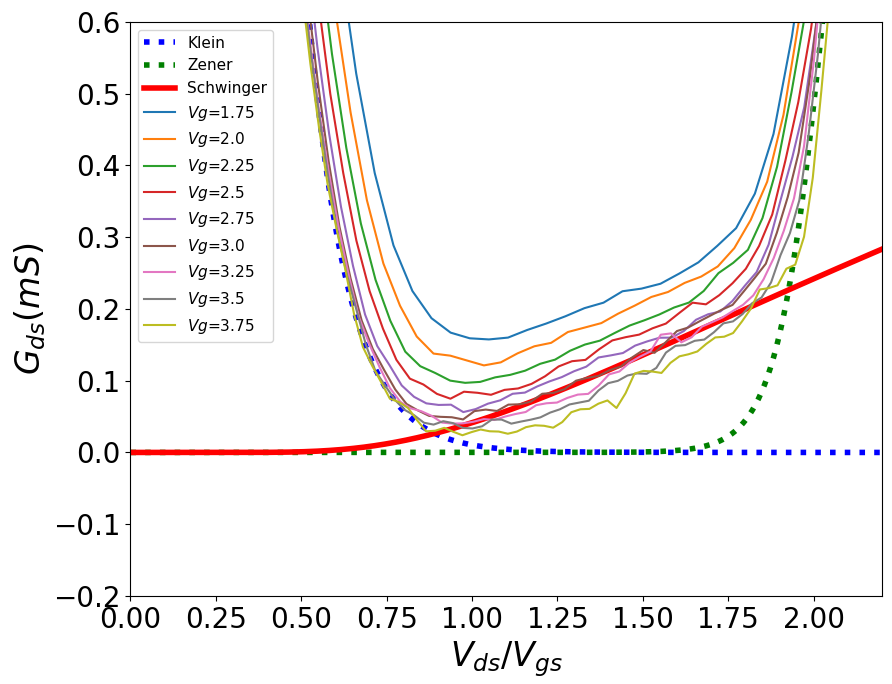 0.6
0.5
0.4
0.3
0.2
0.1
0.0
−0.1
−0.2
G_ds(mS)
Klein
Zener
Schwinger
Vg=1.75
Vg=2.0
Vg=2.25
Vg=2.5
Vg=2.75
Vg=3.0
Vg=3.25
Vg=3.5
Vg=3.75
0.00 0.25 0.50 0.75 1.00 1.25 1.50 1.75 2.00
V_ds/V_gs